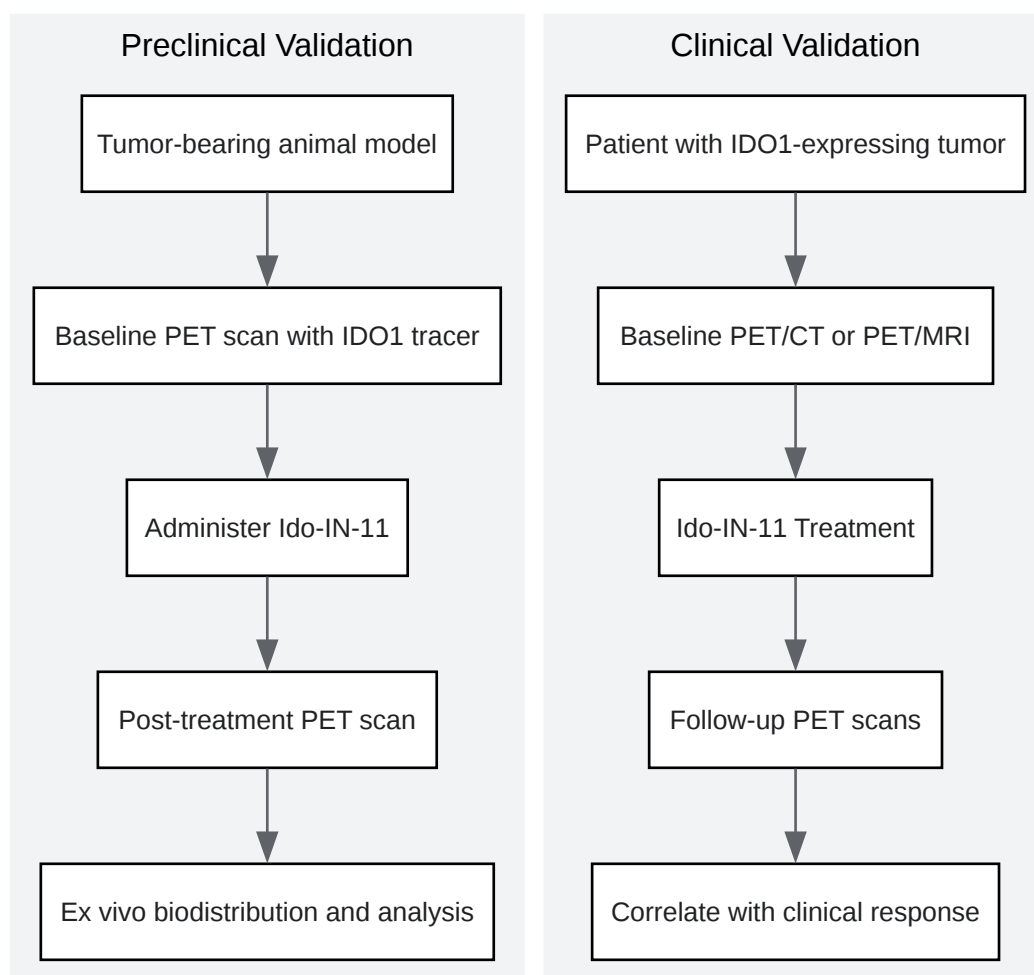 Preclinical Validation
Tumor-bearing animal model
Baseline PET scan with IDO1 tracer
Administer Ido-IN-11
Post-treatment PET scan
Ex vivo biodistribution and analysis
Clinical Validation
Patient with IDO1-expressing tumor
Baseline PET/CT or PET/MRI
Ido-IN-11 Treatment
Follow-up PET scans
Correlate with clinical response